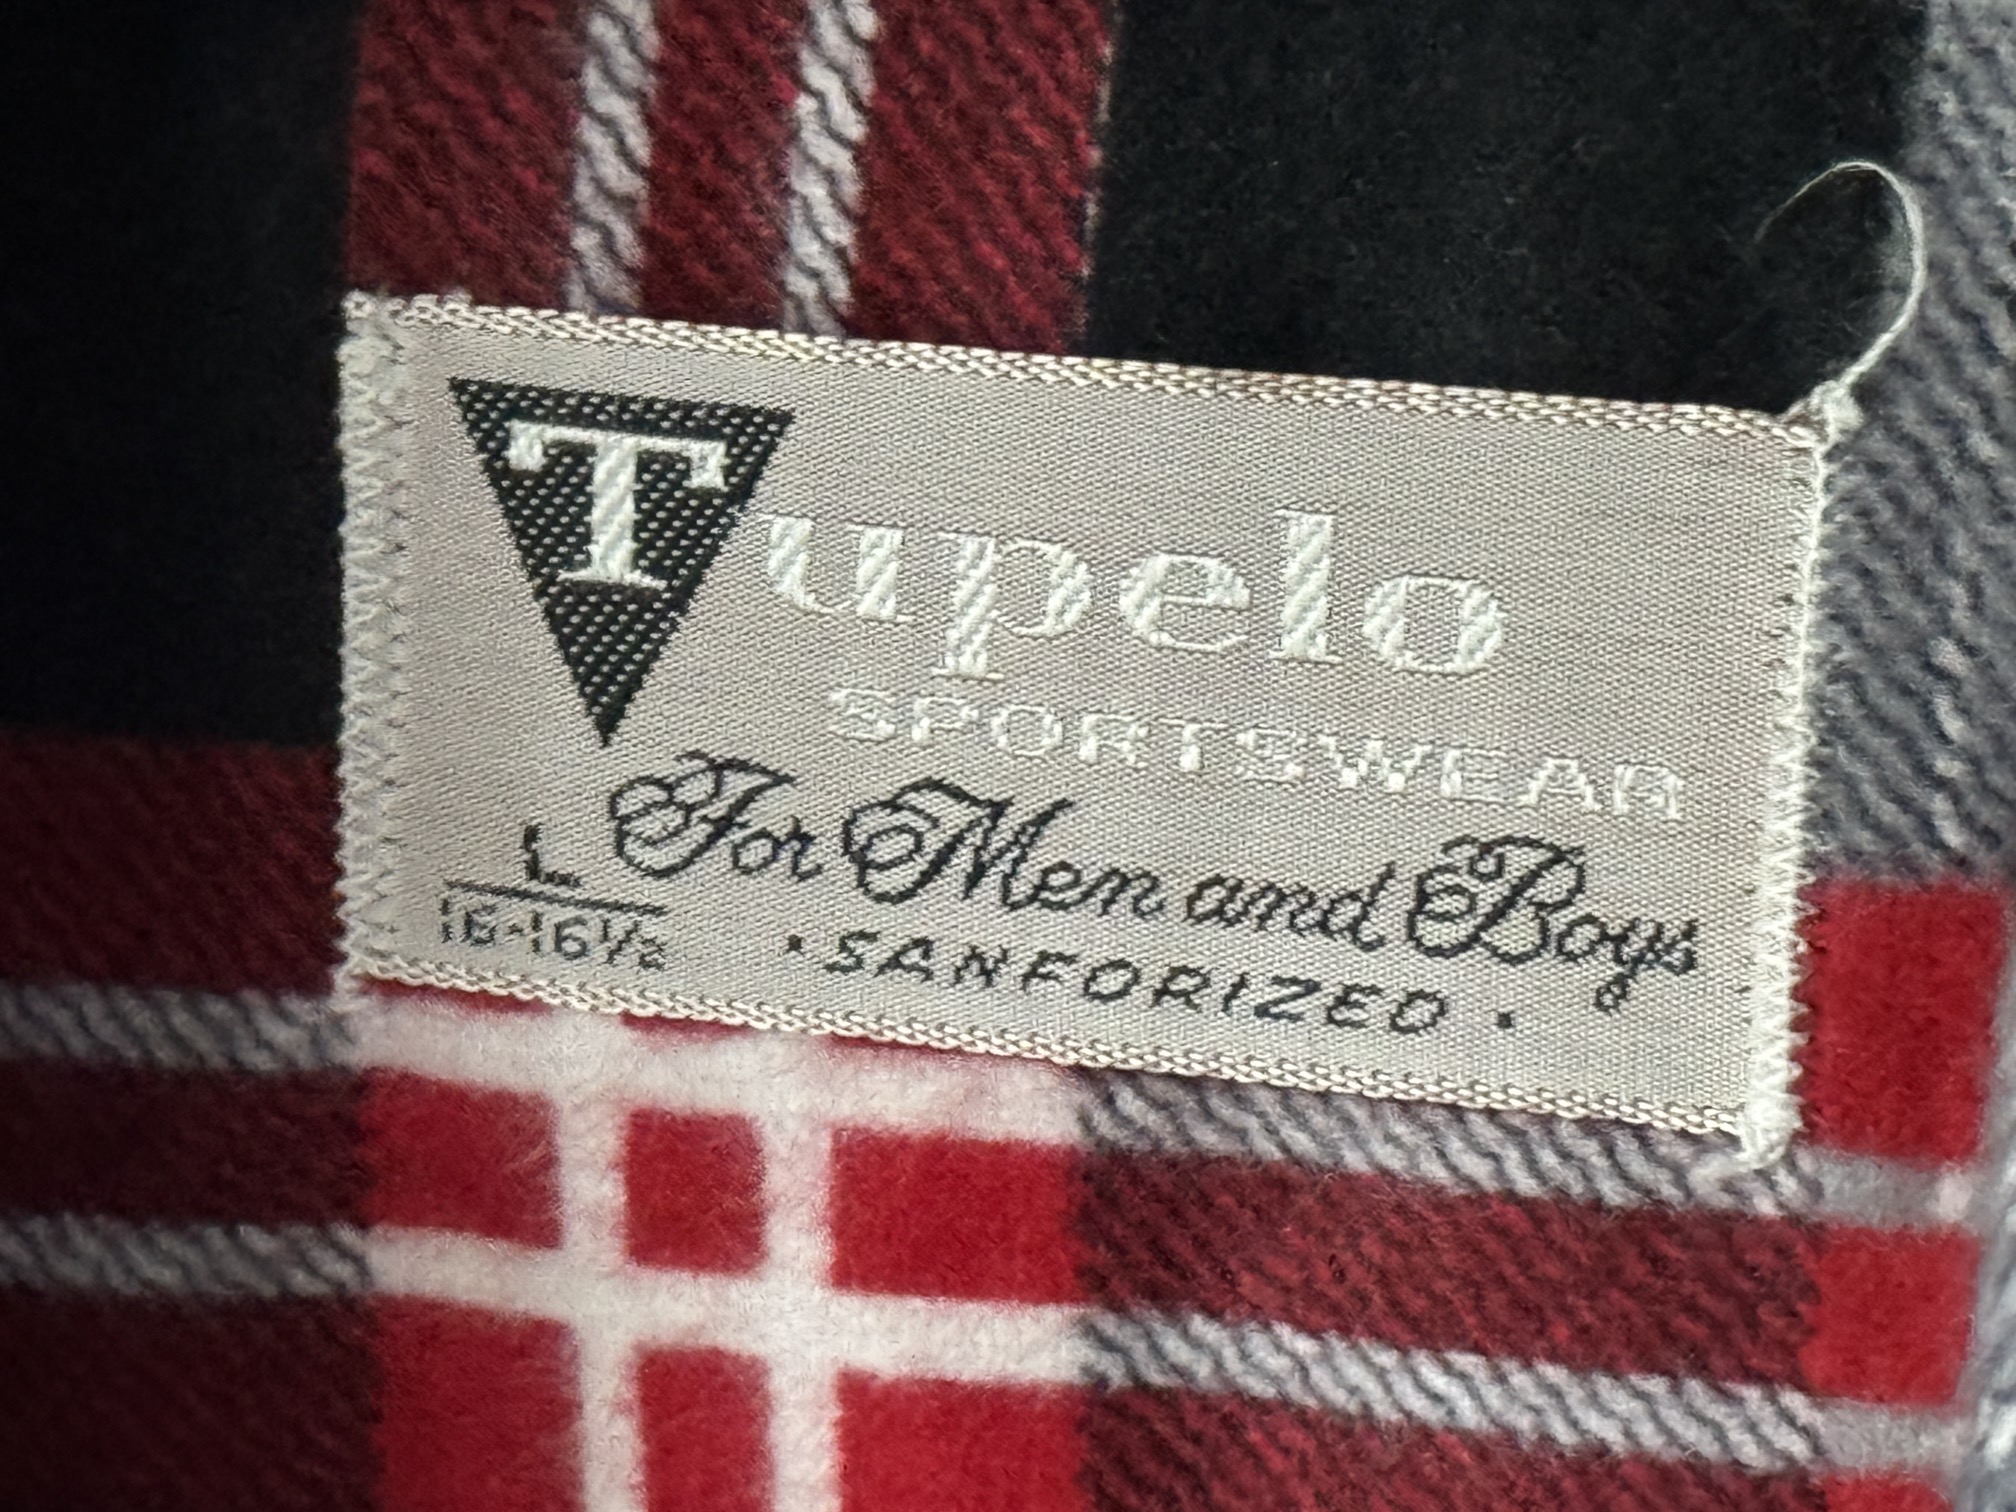 Tupelo
SPORTSWEAR
For Men and Boys
L
16-16½
·SANFORIZED·